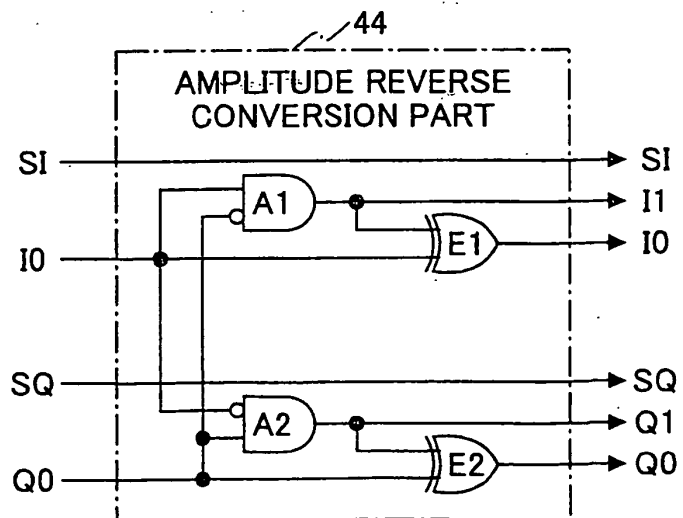 44
AMPLITUDE REVERSE
CONVERSION PART
SI
SI
A1
I1
I0
E1
I0
SQ
SQ
A2
Q1
Q0
E2
Q0